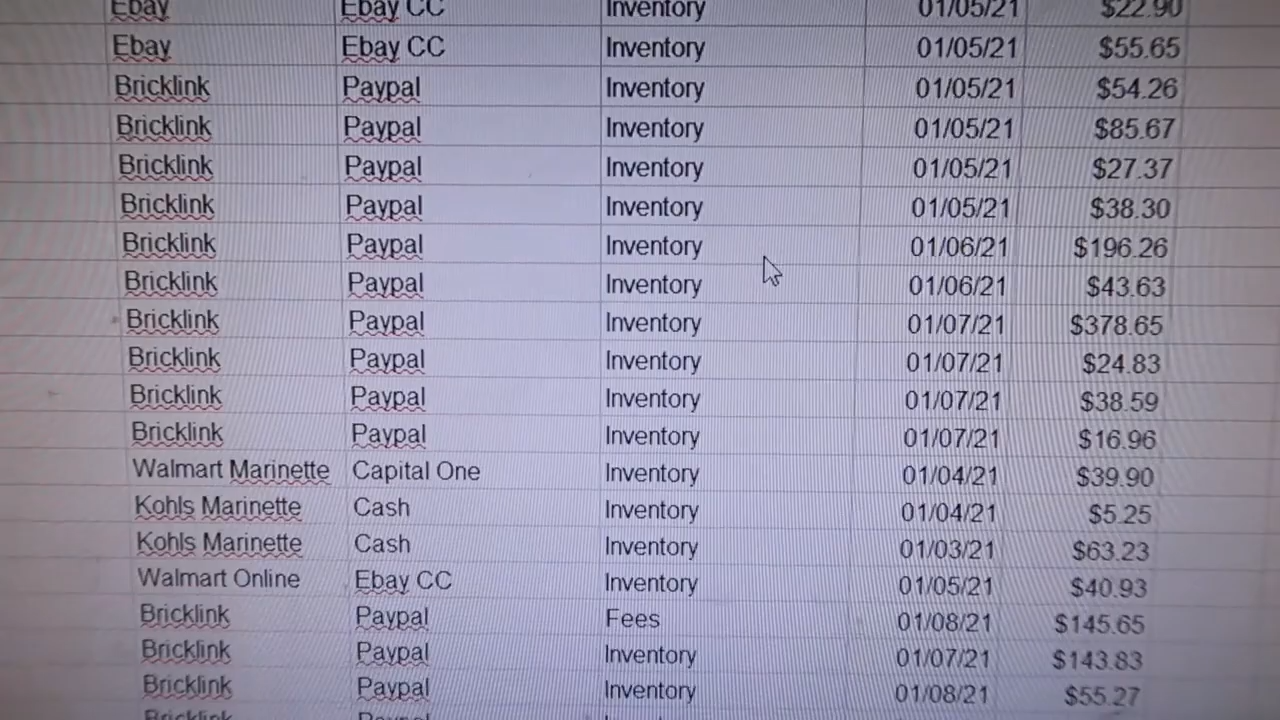 Ebay Ebay CC Inventory 01/05/21 $22.90
Ebay Ebay CC Inventory 01/05/21 $55.65
Bricklink Paypal Inventory 01/05/21 $54.26
Bricklink Paypal Inventory 01/05/21 $85.67
Bricklink Paypal Inventory 01/05/21 $27.37
Bricklink Paypal Inventory 01/05/21 $38.30
Bricklink Paypal Inventory 01/06/21 $196.26
Bricklink Paypal Inventory 01/06/21 $43.63
Bricklink Paypal Inventory 01/07/21 $378.65
Bricklink Paypal Inventory 01/07/21 $24.83
Bricklink Paypal Inventory 01/07/21 $38.59
Bricklink Paypal Inventory 01/07/21 $16.96
Walmart Marinette Capital One Inventory 01/04/21 $39.90
Kohls Marinette Cash Inventory 01/04/21 $5.25
Kohls Marinette Cash Inventory 01/03/21 $63.23
Walmart Online Ebay CC Inventory 01/05/21 $40.93
Bricklink Paypal Fees 01/08/21 $145.65
Bricklink Paypal Inventory 01/07/21 $143.83
Bricklink Paypal Inventory 01/08/21 $55.27
Bricklink Paypal